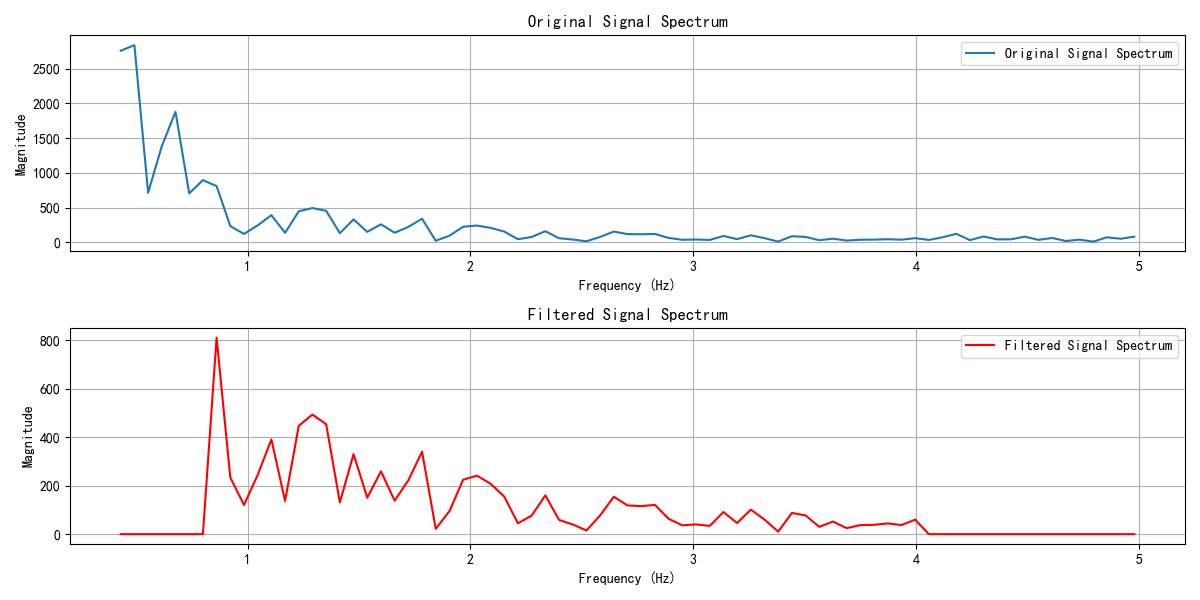 Original Signal Spectrum
Original Signal Spectrum
Magnitude
2500
2000
1500
1000
500
0
1
2
3
4
5
Frequency (Hz)
Filtered Signal Spectrum
Filtered Signal Spectrum
Magnitude
800
600
400
200
0
1
2
3
4
5
Frequency (Hz)